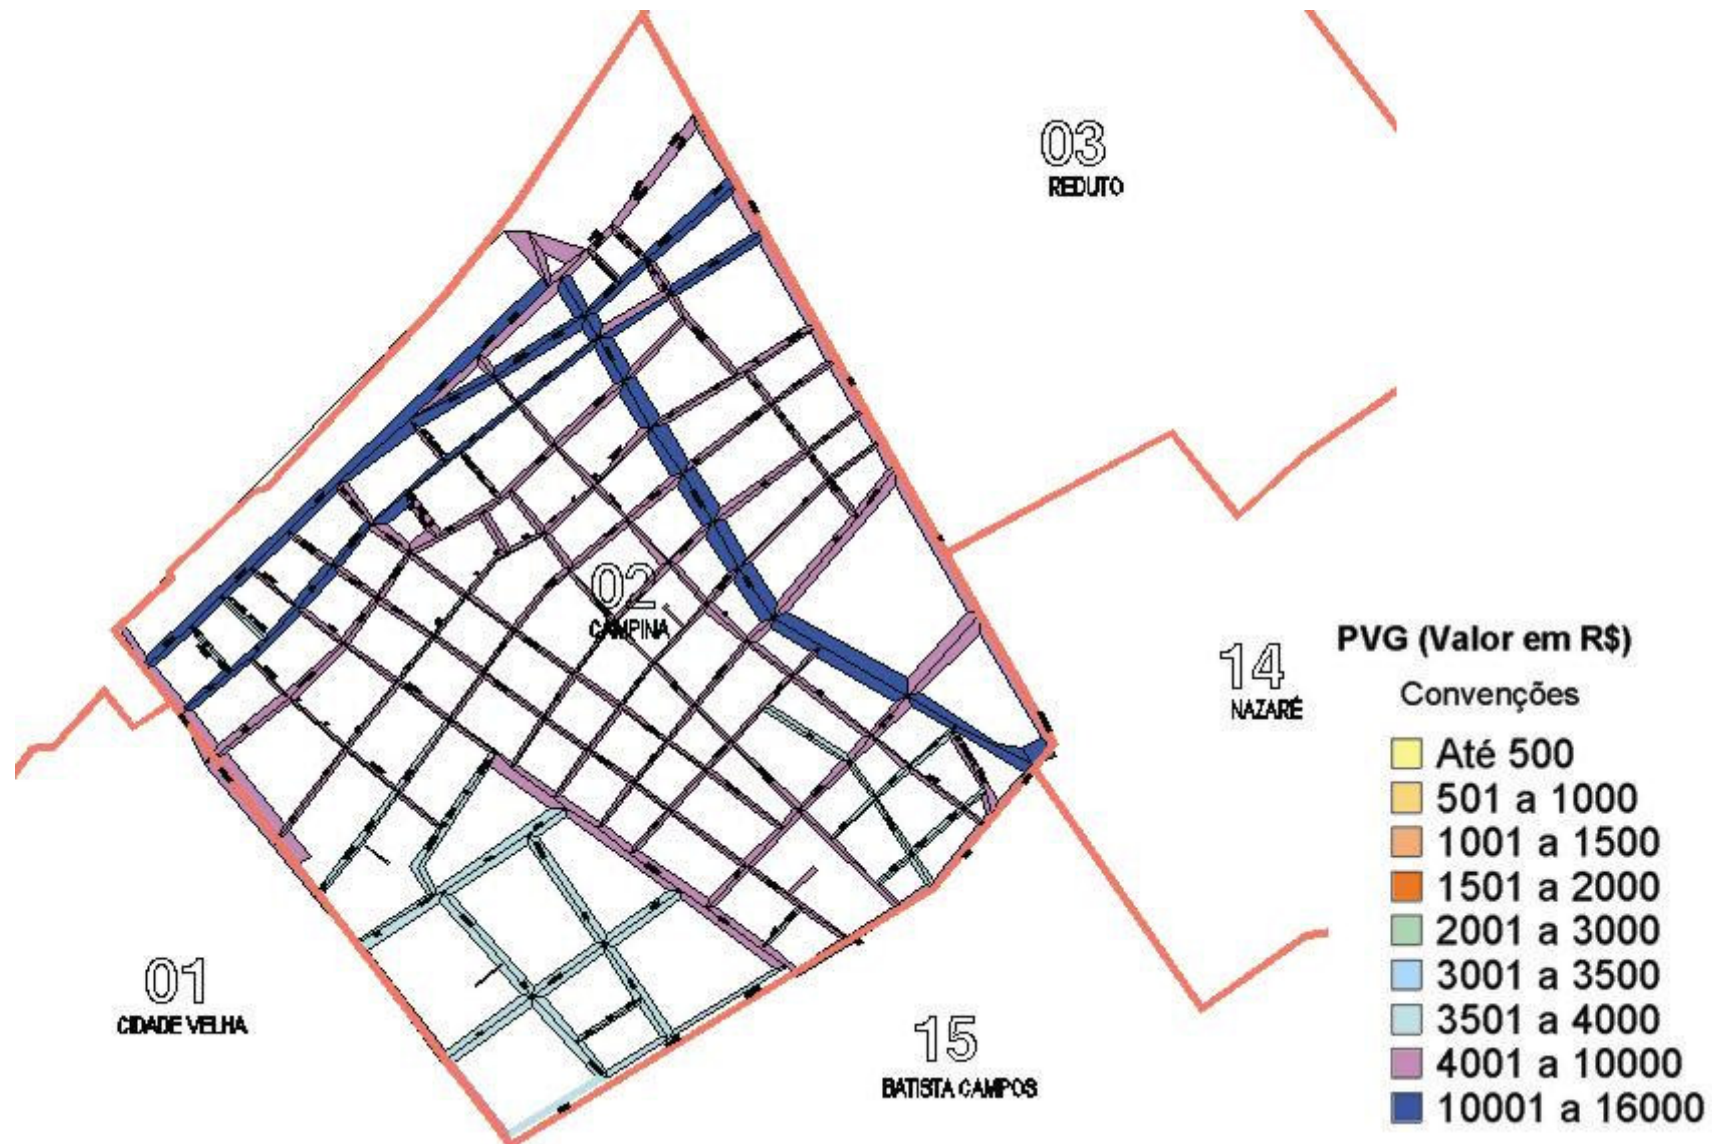 03
REDUTO
02
CAMPINA
14
NAZARÉ
01
CIDADE VELHA
15
BATISTA CAMPOS
PVG (Valor em R$)
Convenções
Até 500
501 a 1000
1001 a 1500
1501 a 2000
2001 a 3000
3001 a 3500
3501 a 4000
4001 a 10000
10001 a 16000